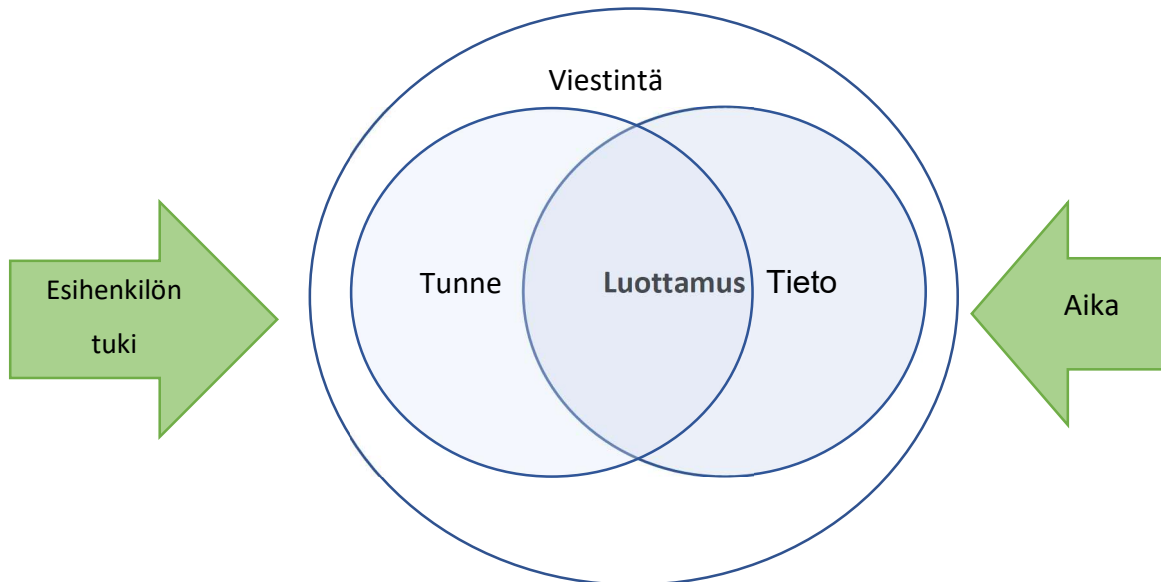 Viestintä
Esihenkilön
tuki
Tunne
Luottamus
Tieto
Aika